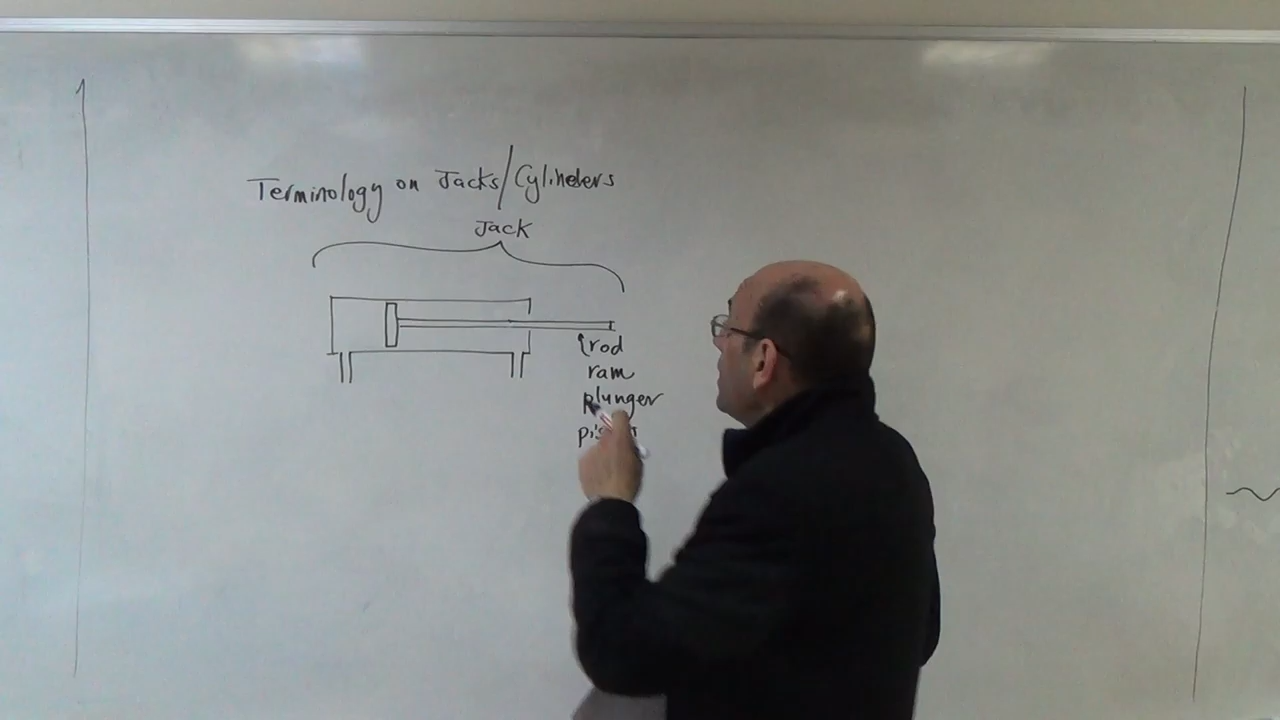 Terminology on Jacks/Cylinders
Jack
rod
ram
plunger